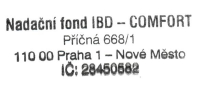 Nadační fond IBD -- COMFORT
Příčná 668/1
110 00 Praha 1 – Nové Město
IČ: 28450582